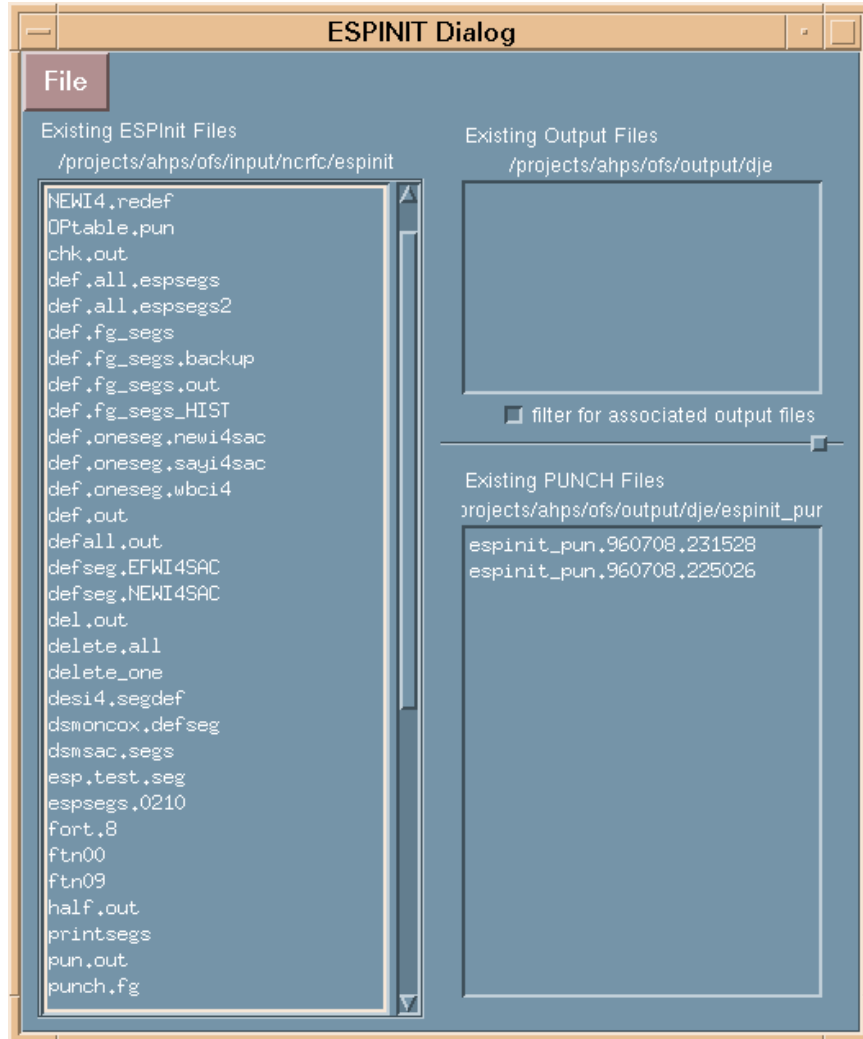 ESPINIT Dialog
File
Existing ESPInit Files
/projects/ahps/ofs/input/ncrfc/espinit
NEWI4.redef
OPtable.pun
chk.out
def.all.espsegs
def.all.espsegs2
def.fg_segs
def.fg_segs.backup
def.fg_segs.out
def.fg_segs_HIST
def.oneseg.newi4sac
def.oneseg.sayi4sac
def.oneseg.wbci4
def.out
defall.out
defseg.EFWI4SAC
defseg.NEWI4SAC
del.out
delete.all
delete_one
desi4.segdef
dsmoncox.defseg
dsmsac.segs
esp.test.seg
espsegs.0210
fort.8
ftn00
ftn09
half.out
printsegs
pun.out
punch.fg
Existing Output Files
/projects/ahps/ofs/output/dje
filter for associated output files
Existing PUNCH Files
projects/ahps/ofs/output/dje/espinit_pur
espinit_pun.960708.231528
espinit_pun.960708.225026